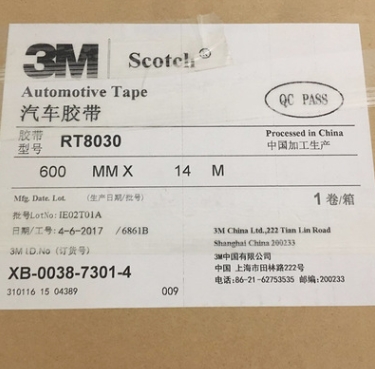 3M Scotch®
Automotive Tape
汽车胶带
QC PASS
胶带
型号 RT8030
Processed in China
中国加工生产
600 MM X 14 M
Mfg. Date. Lot. (生产日期/批号)
1卷/箱
批号LotNo: IE02T01A
日期/工号: 4-6-2017 /6861B
3M I.D.No (订货号)
XB-0038-7301-4
310116 15 04389 009
3M China Ltd.,222 Tian Lin Road
Shanghai China 200233
3M中国有限公司
中国 上海市田林路222号
电话:86-21-62753535 邮编:200233